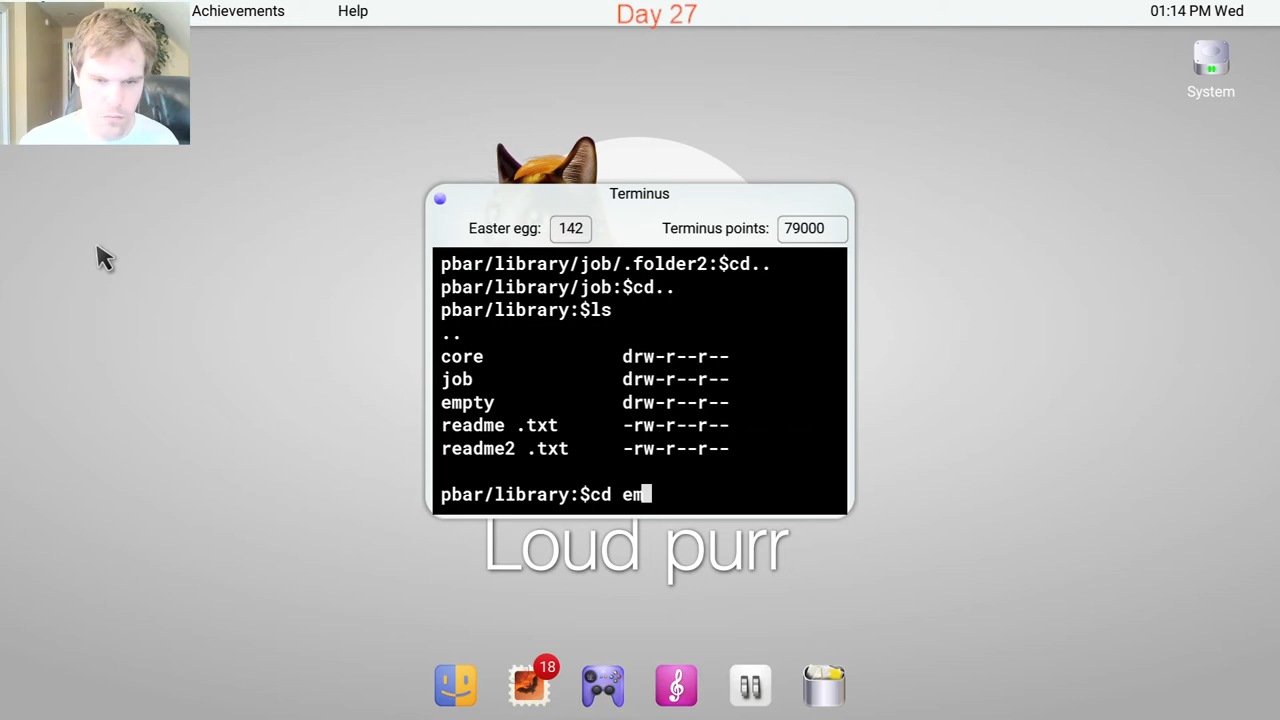 Achievements Help Day 27 01:14 PM Wed
System
Terminus
Easter egg: 142 Terminus points: 79000
pbar/library/job/.folder2:$cd..
pbar/library/job:$cd..
pbar/library:$ls
..
core drw-r--r--
job drw-r--r--
empty drw-r--r--
readme .txt -rw-r--r--
readme2 .txt -rw-r--r--
pbar/library:$cd em
Loud purr
18